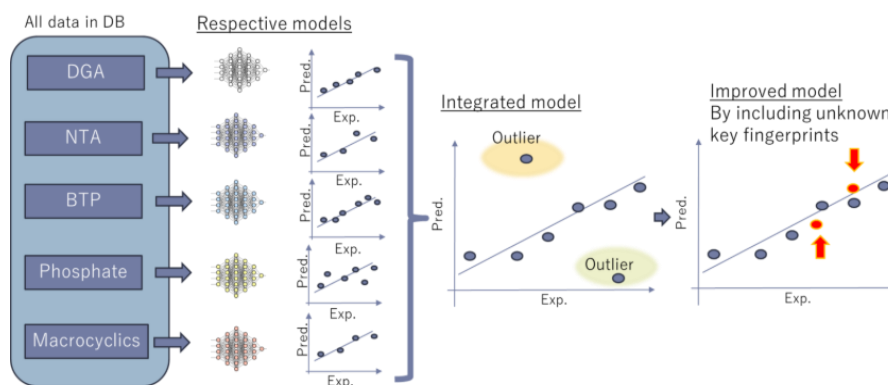 All data in DB
DGA
NTA
BTP
Phosphate
Macrocyclics
Respective models
Pred.
Exp.
Pred.
Exp.
Pred.
Exp.
Pred.
Exp.
Pred.
Exp.
Integrated model
Outlier
Outlier
Pred.
Exp.
Improved model
By including unknown
key fingerprints
Pred.
Exp.